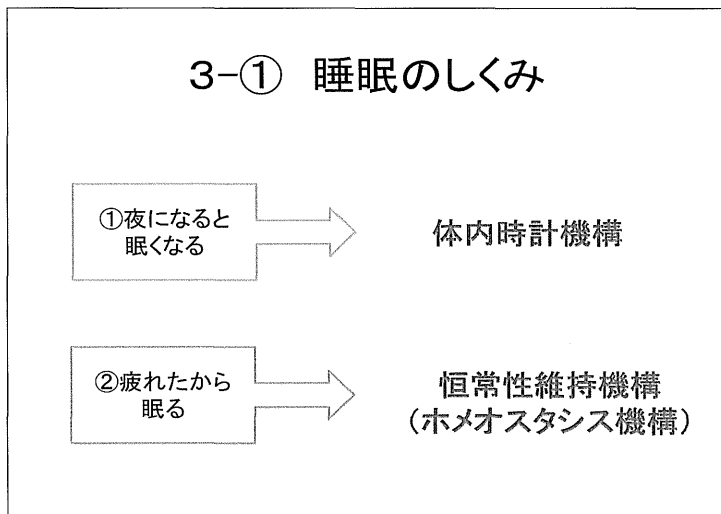 3-① 睡眠のしくみ
①夜になると
眠くなる
体内時計機構
②疲れたから
眠る
恒常性維持機構
(ホメオスタシス機構)